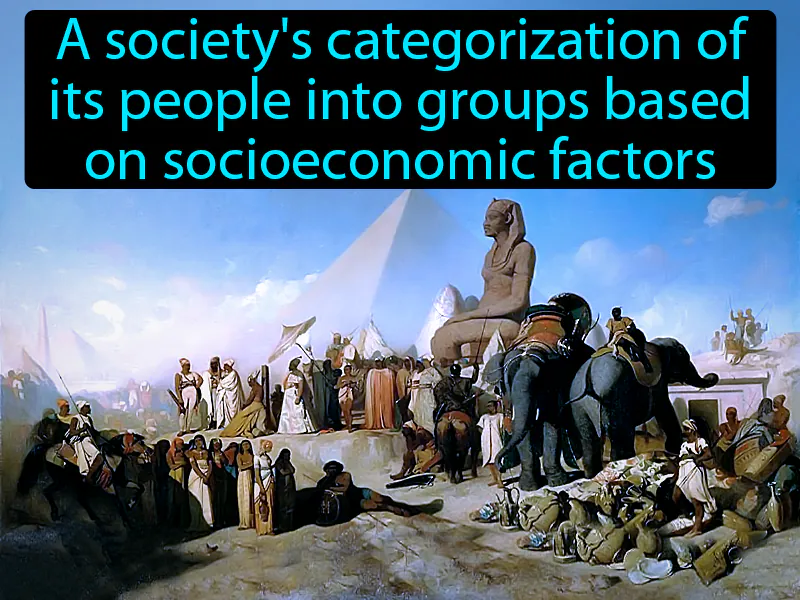 A society's categorization of
its people into groups based
on socioeconomic factors